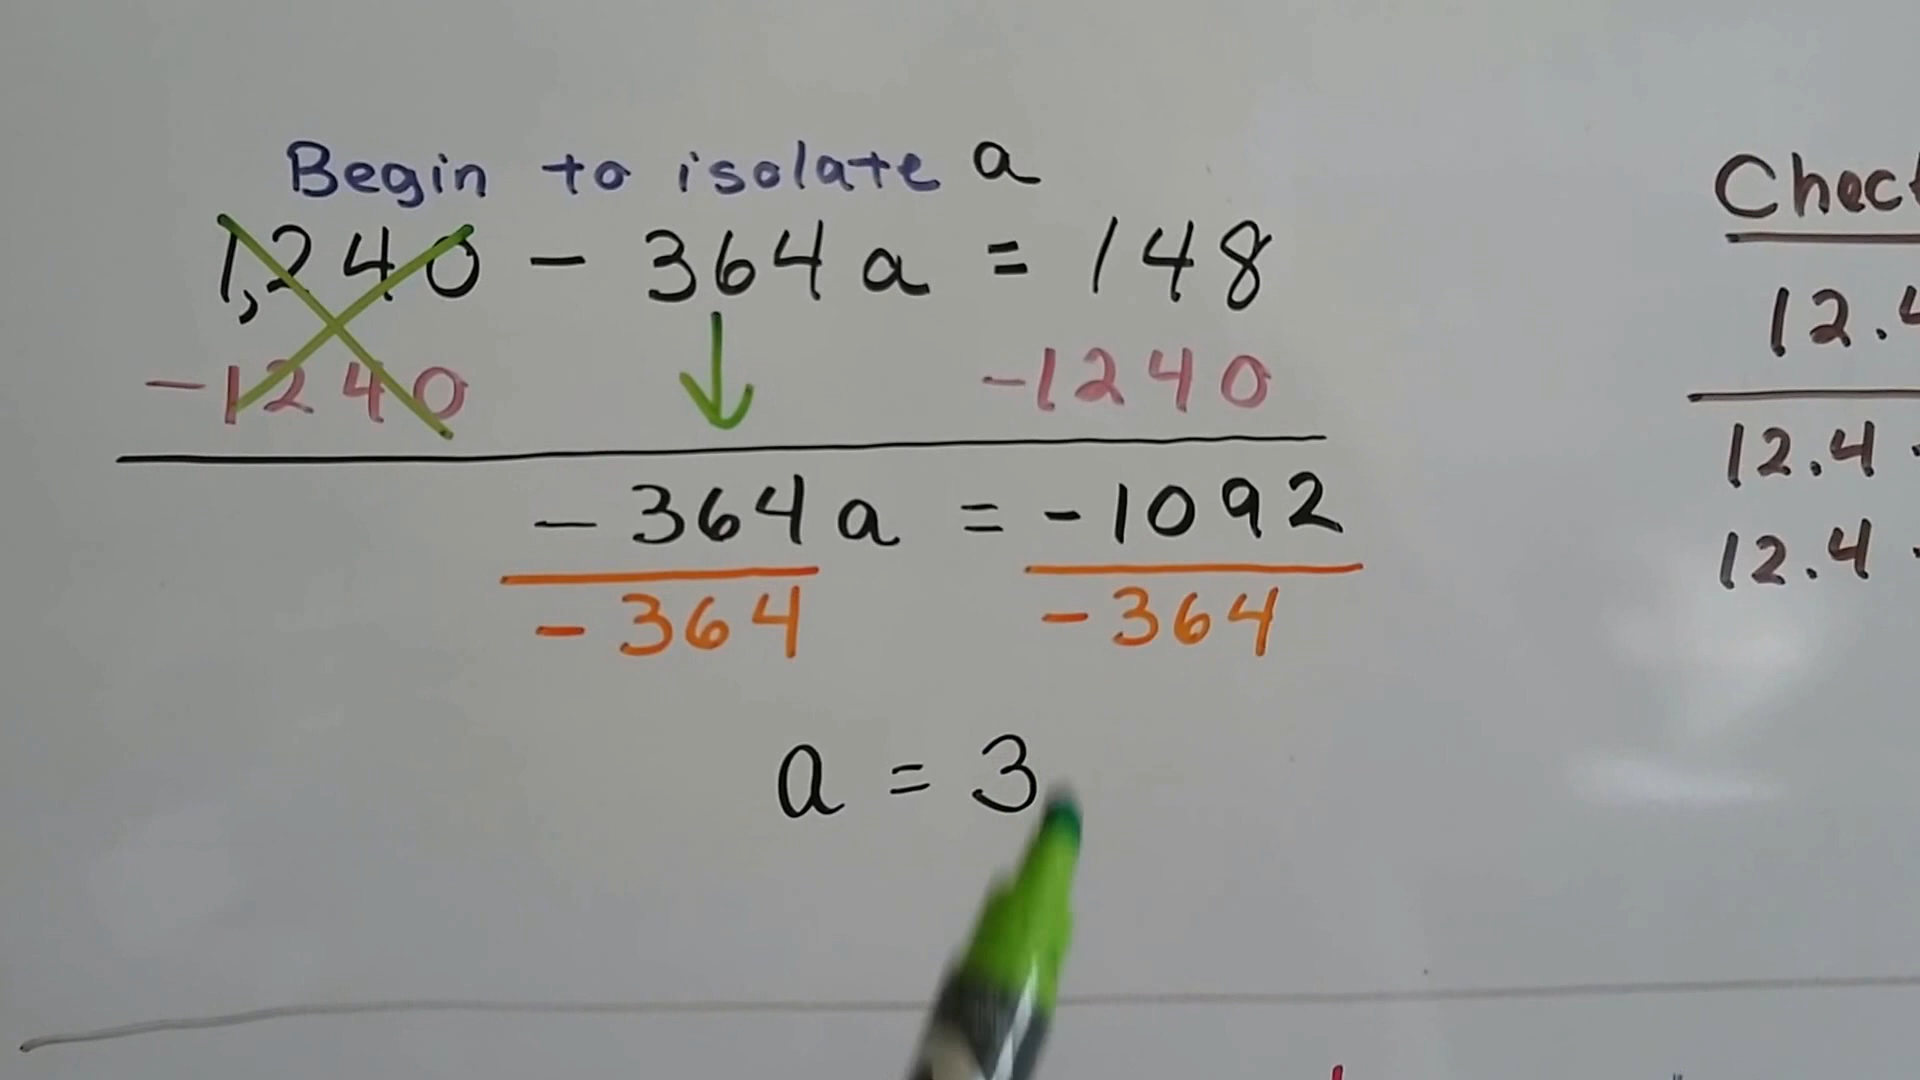 Begin to isolate a
1,240 - 364a = 148
-1240 -1240
-364a = -1092
-364 -364
a = 3
Check
12.4
12.4
12.4